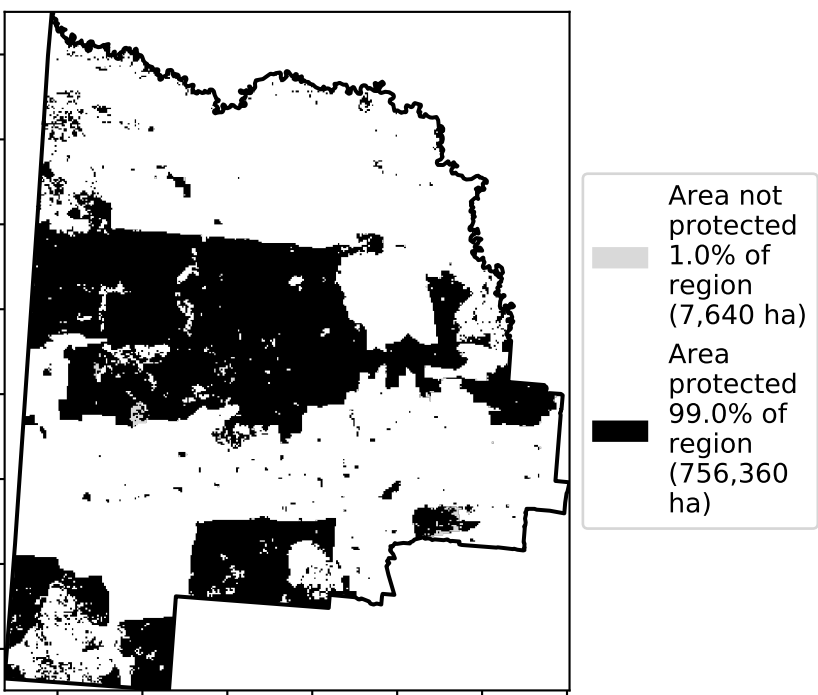 Area not
protected
1.0% of
region
(7,640 ha)
Area
protected
99.0% of
region
(756,360
ha)